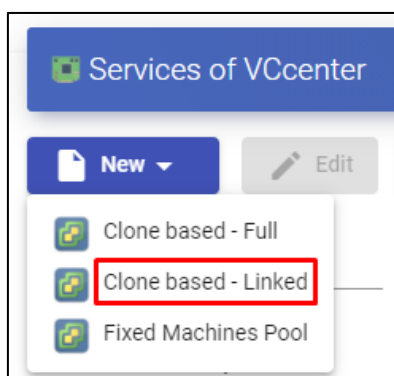 Services of VCcenter
New
Edit
Clone based - Full
Clone based - Linked
Fixed Machines Pool